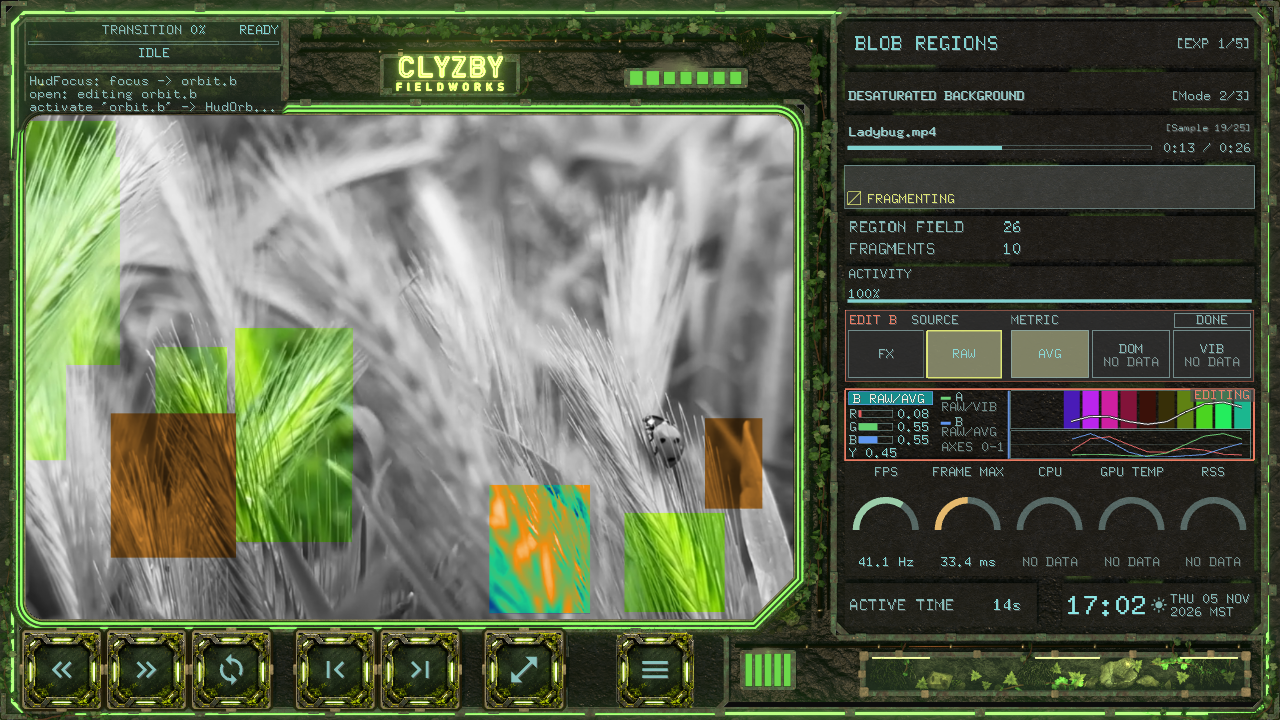 TRANSITION 0% READY
IDLE
HudFocus: focus -> orbit.b
open: editing orbit.b
activate "orbit.b" -> HudOrb...
CLYZBY
FIELDWORKS
BLOB REGIONS [EXP 1/5]
DESATURATED BACKGROUND [Mode 2/3]
Ladybug.mp4 [Sample 19/25]
0:13 / 0:26
FRAGMENTING
REGION FIELD 26
FRAGMENTS 10
ACTIVITY
100%
EDIT B SOURCE METRIC DONE
FX RAW AVG DOM NO DATA VIB NO DATA
B RAW/AVG A RAW/VIB EDITING
R 0.08
G 0.55 B RAW/AVG
B 0.55 AXES 0-1
Y 0.45
FPS FRAME MAX CPU GPU TEMP RSS
41.1 Hz 33.4 ms NO DATA NO DATA NO DATA
ACTIVE TIME 14s 17:02 THU 05 NOV
2026 MST